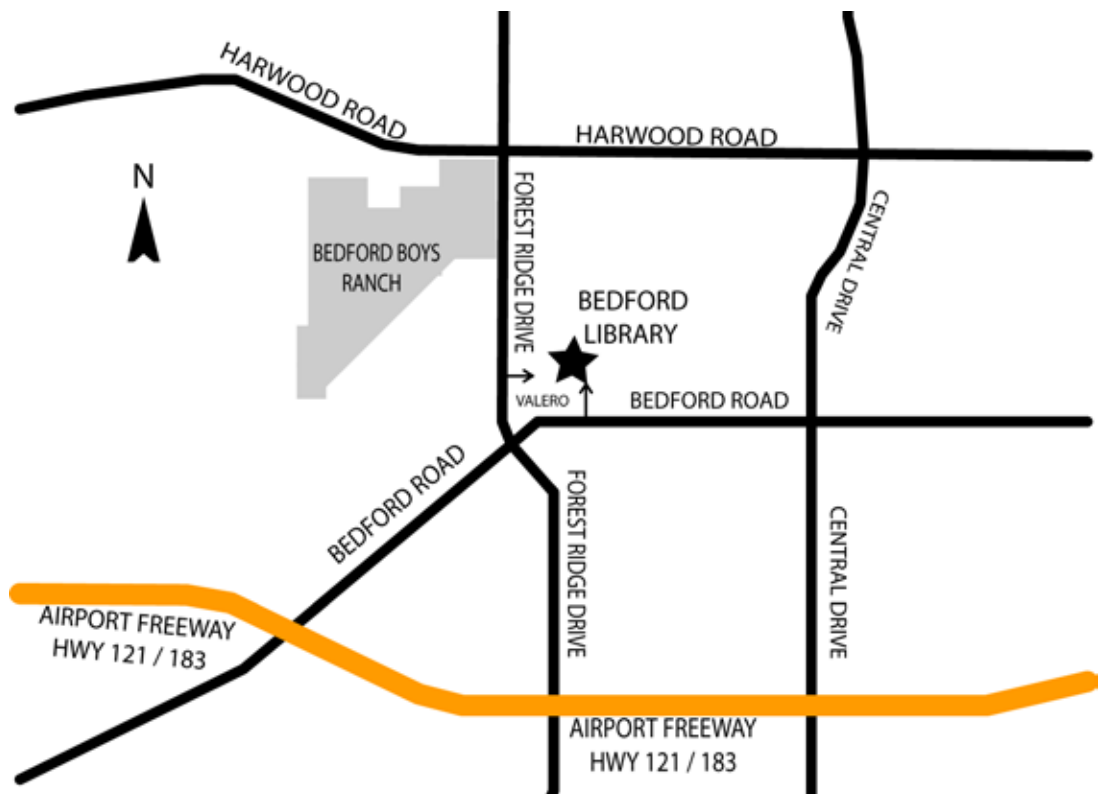 HARWOOD ROAD
HARWOOD ROAD
N
FOREST RIDGE DRIVE
CENTRAL DRIVE
BEDFORD BOYS
RANCH
BEDFORD
LIBRARY
VALERO
BEDFORD ROAD
BEDFORD ROAD
FOREST RIDGE DRIVE
CENTRAL DRIVE
AIRPORT FREEWAY
HWY 121 / 183
AIRPORT FREEWAY
HWY 121 / 183